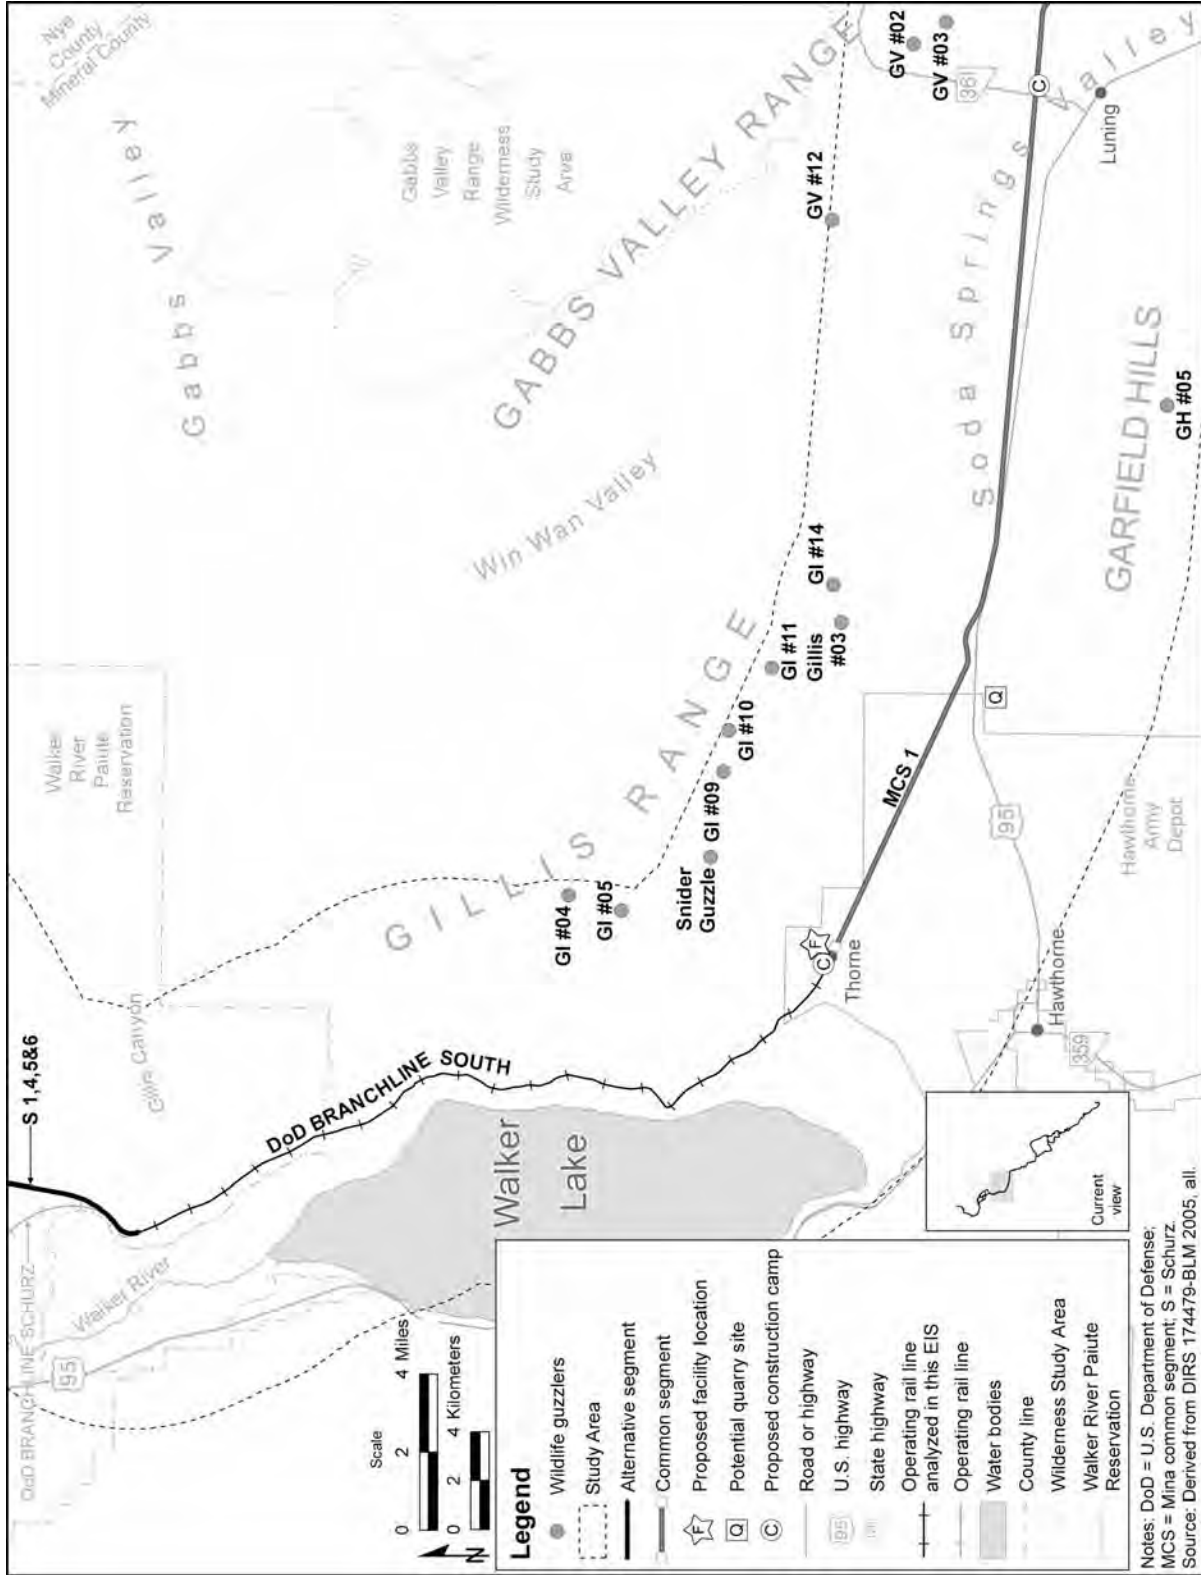 S 1,4,5&6
DoD BRANCHLINE SCHURZ
95
Walker River
Gillis Canyon
Walker
River
Paiute
Reservation
Nye
County
Mineral County
Gabbs Valley
DoD BRANCHLINE SOUTH
Walker
Lake
GILLIS RANGE
GI #04
GI #05
Snider
Guzzle
GI #09
GI #10
GI #11
Gillis
#03
GI #14
Win Wan Valley
GABBS VALLEY RANGE
Gabbs
Valley
Range
Wilderness
Study
Area
GV #12
GV #02
GV #03
361
C
Luning
Soda Springs Valley
F
C
Thorne
MCS 1
Q
95
Hawthorne
359
Hawthorne
Army
Depot
GARFIELD HILLS
GH #05
Scale
0 2 4 Miles
0 2 4 Kilometers
N
Legend
Wildlife guzzlers
Study Area
Alternative segment
Common segment
F Proposed facility location
Q Potential quarry site
C Proposed construction camp
Road or highway
95 U.S. highway
State highway
Operating rail line
analyzed in this EIS
Operating rail line
Water bodies
County line
Wilderness Study Area
Walker River Paiute
Reservation
Current
view
Notes: DoD = U.S. Department of Defense;
MCS = Mina common segment; S = Schurz.
Source: Derived from DIRS 174479-BLM 2005, all.